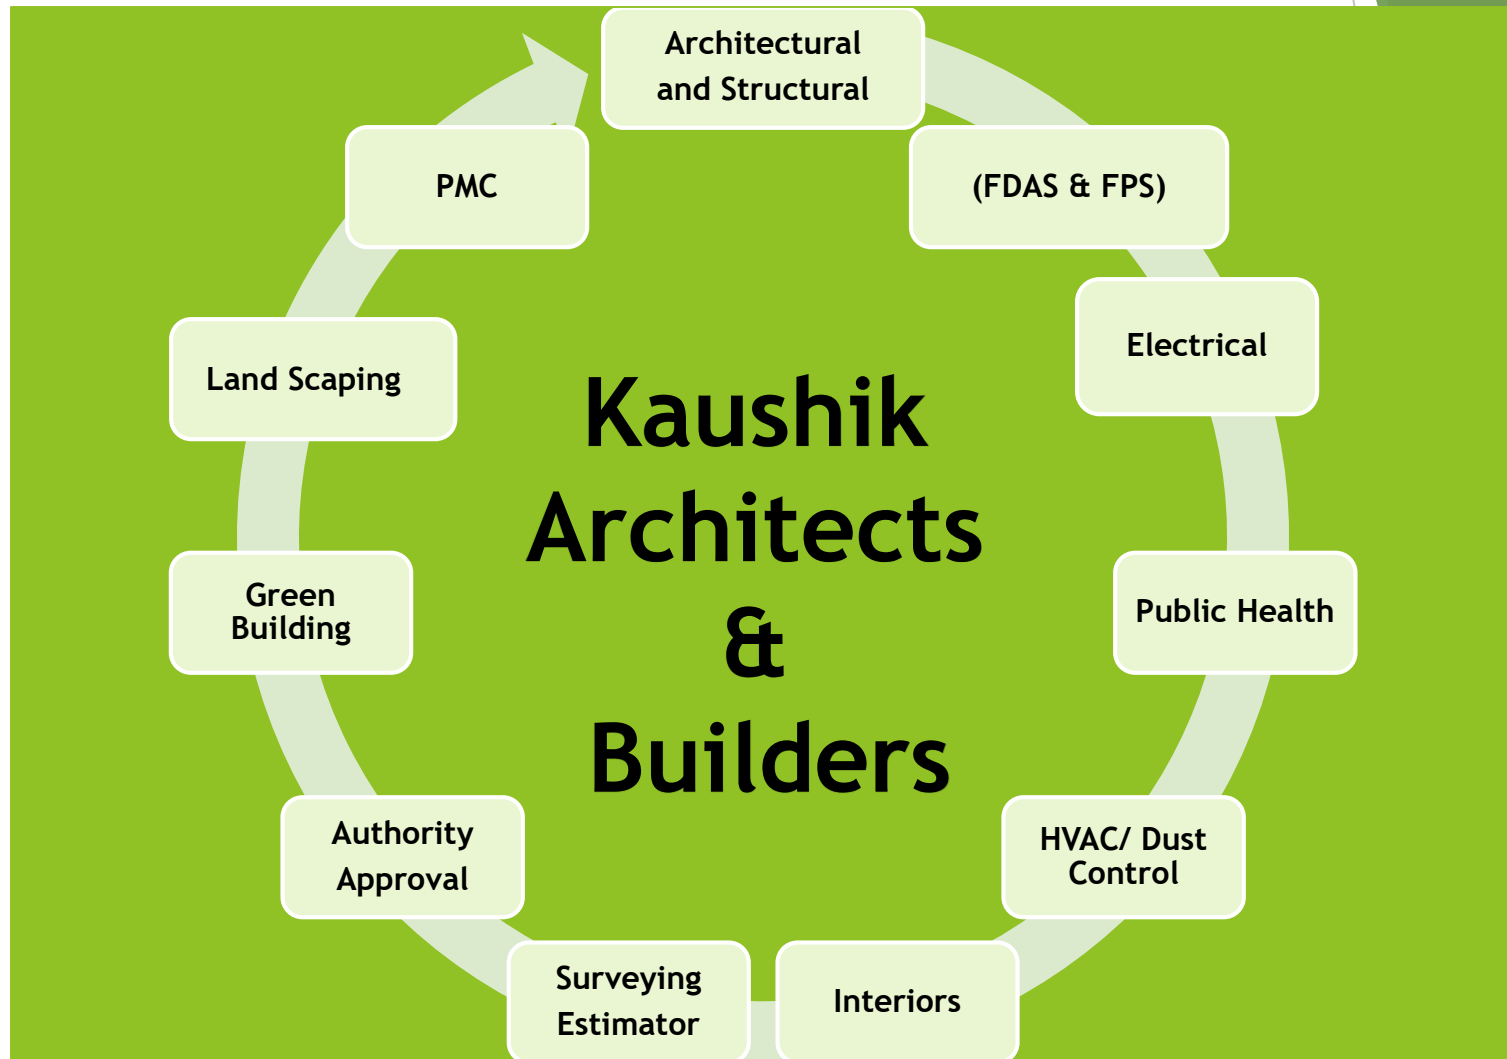 Architectural
and Structural
(FDAS & FPS)
Electrical
Public Health
HVAC/ Dust
Control
Interiors
Surveying
Estimator
Authority
Approval
Green
Building
Land Scaping
PMC
Kaushik
Architects
&
Builders